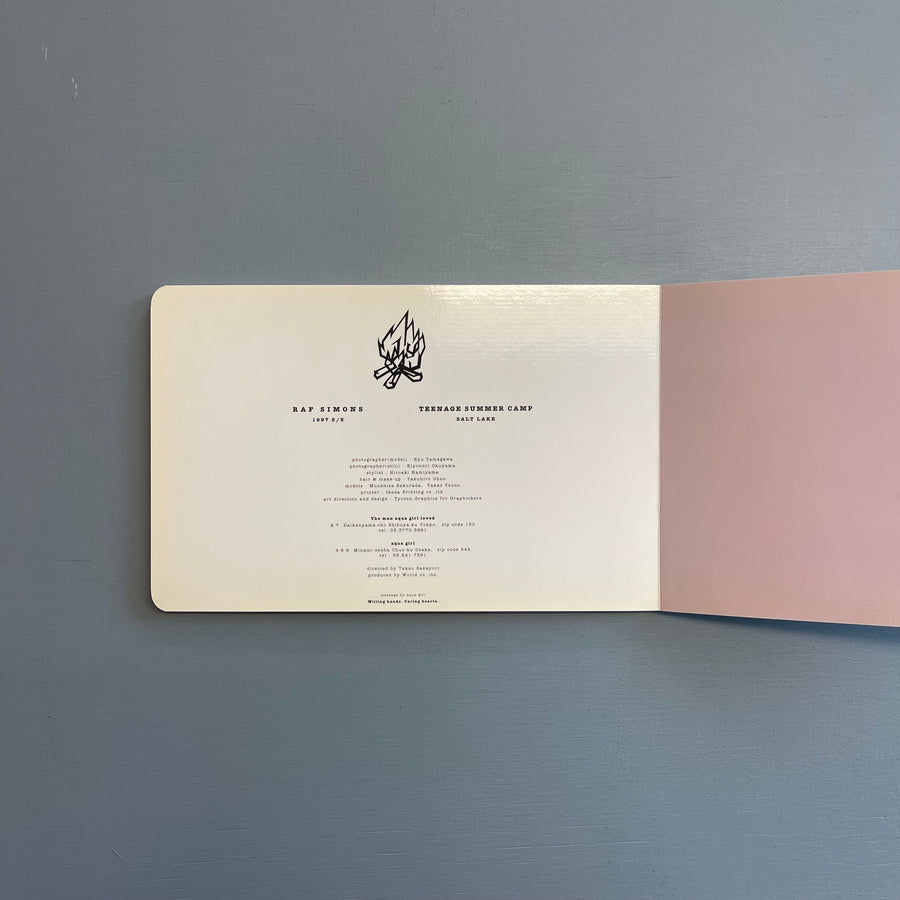 RAF SIMONS TEENAGE SUMMER CAMP
1997 S/S SALT LAKE
photographer(model) : Ryu Tamagawa
photographer(still) : Kiyonori Okuyama
stylist : Hiroaki Kamiyama
hair & make-up : Takuhiro Ohno
models : Munehisa Sakurada, Takao Tsuno
printer : Ikeda Printing co.,ltd.
art direction and design : Tycoon Graphics for Graphickers
The man aqua girl loved
2-7 Daikanyama-cho Shibuya-ku Tokyo, zip code 150
tel: 03.3770.3661
aqua girl
4-6-6 Minami-senba Chuo-ku Osaka, zip code 542
tel : 06.241.7391
directed by Takao Sakayori
produced by World co.,ltd.
message by aqua girl
Willing hands. Caring hearts.